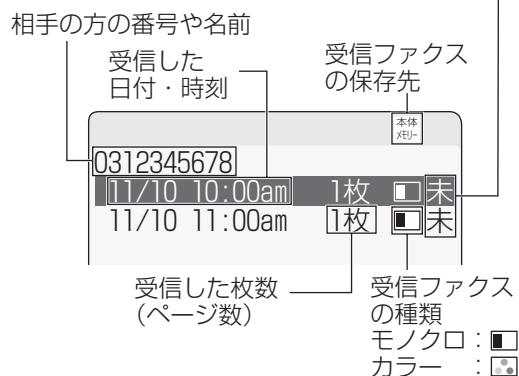 相手の方の番号や名前
受信した
日付・時刻
受信ファクス
の保存先
本体
ﾒﾓﾘｰ
0312345678
11/10 10:00am 1枚 未
11/10 11:00am 1枚 未
受信した枚数
（ページ数）
受信ファクス
の種類
モノクロ：
カラー ：